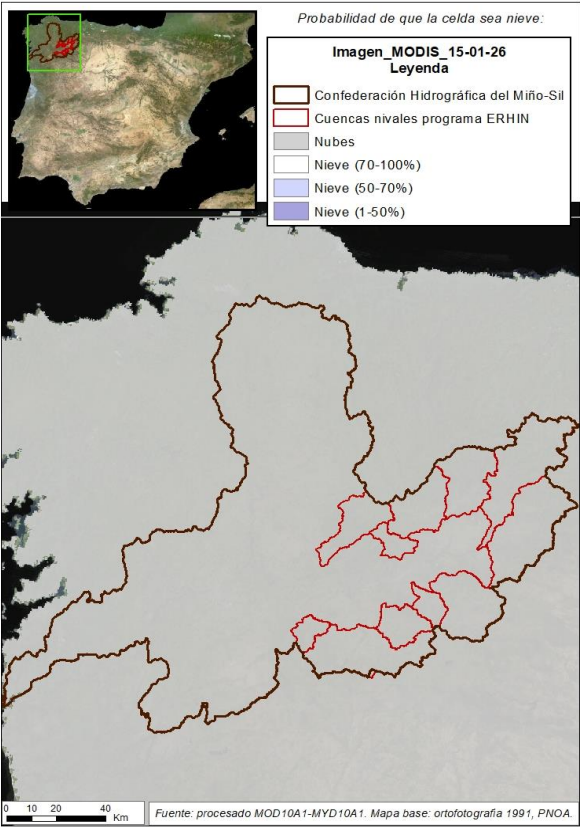 Probabilidad de que la celda sea nieve:
Imagen_MODIS_15-01-26
Leyenda
Confederación Hidrográfica del Miño-Sil
Cuencas nivales programa ERHIN
Nubes
Nieve (70-100%)
Nieve (50-70%)
Nieve (1-50%)
0 10 20 40
Km
Fuente: procesado MOD10A1-MYD10A1. Mapa base: ortofotografia 1991, PNOA.